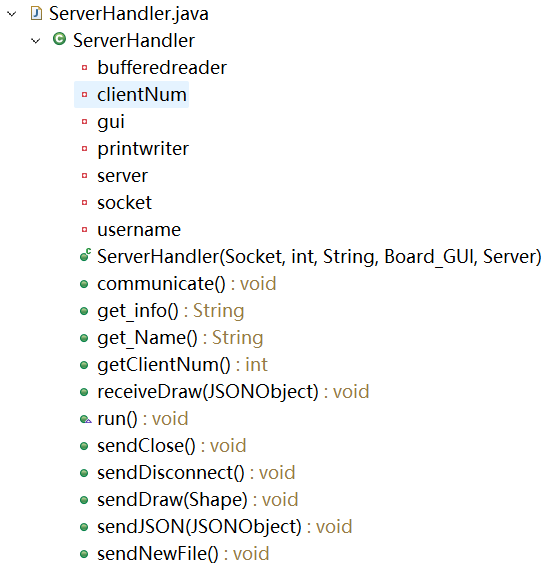 ServerHandler.java
ServerHandler
bufferedreader
clientNum
gui
printwriter
server
socket
username
ServerHandler(Socket, int, String, Board_GUI, Server)
communicate() : void
get_info() : String
get_Name() : String
getClientNum() : int
receiveDraw(JSONObject) : void
run() : void
sendClose() : void
sendDisconnect() : void
sendDraw(Shape) : void
sendJSON(JSONObject) : void
sendNewFile() : void